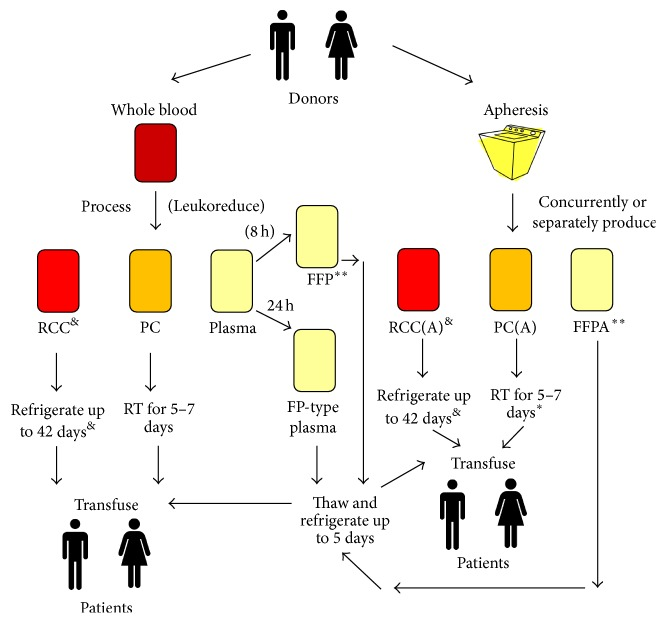 Donors
Whole blood
Apheresis
Process
(Leukoreduce)
Concurrently or
separately produce
(8 h)
24 h
RCC&
PC
Plasma
FFP**
RCC(A)&
PC(A)
FFPA**
Refrigerate up
to 42 days&
RT for 5–7
days
FP-type
plasma
Refrigerate up
to 42 days&
RT for 5–7
days*
Transfuse
Patients
Thaw and
refrigerate up
to 5 days
Transfuse
Patients